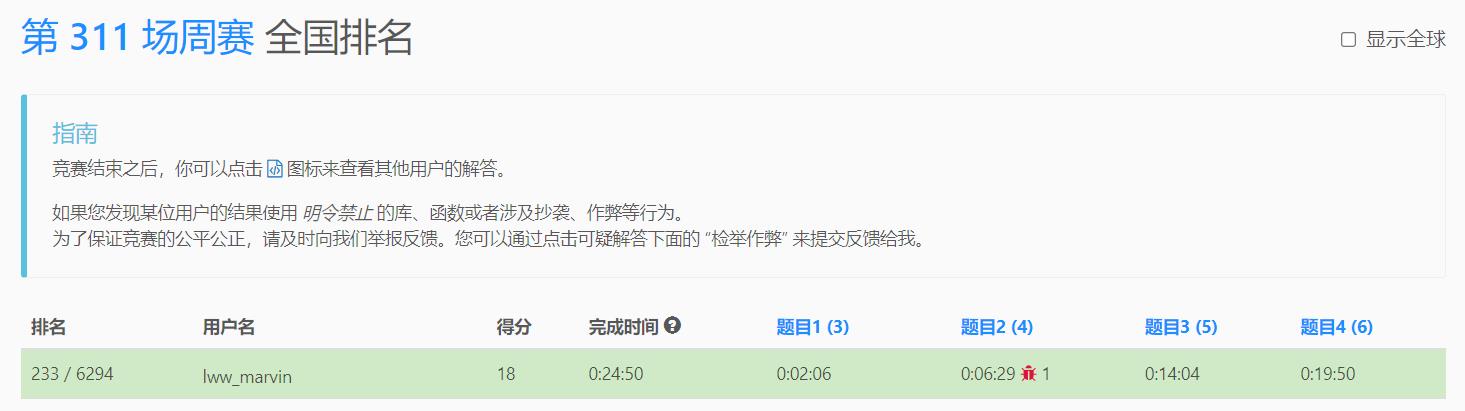 第 311 场周赛 全国排名
显示全球
指南
竞赛结束之后，你可以点击 图标来查看其他用户的解答。
如果您发现某位用户的结果使用 明令禁止 的库、函数或者涉及抄袭、作弊等行为。
为了保证竞赛的公平公正，请及时向我们举报反馈。您可以通过点击可疑解答下面的 “检举作弊” 来提交反馈给我。
排名 用户名 得分 完成时间 题目1 (3) 题目2 (4) 题目3 (5) 题目4 (6)
233 / 6294 lww_marvin 18 0:24:50 0:02:06 0:06:29 1 0:14:04 0:19:50